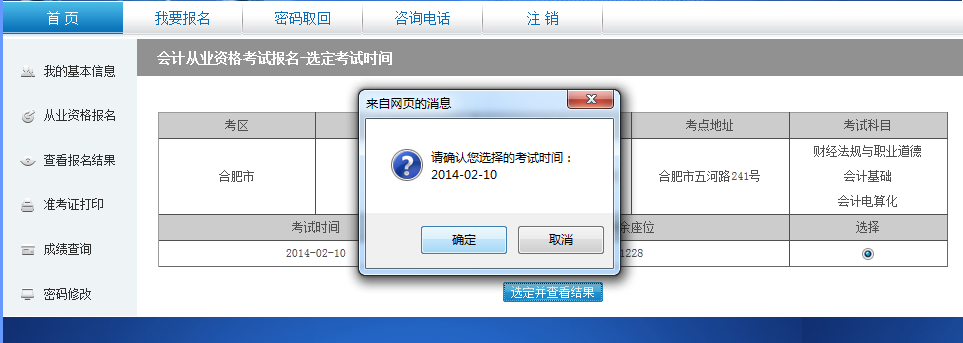 首 页 我要报名 密码取回 咨询电话 注 销
会计从业资格考试报名-选定考试时间
我的基本信息
从业资格报名
查看报名结果
准考证打印
成绩查询
密码修改
来自网页的消息
请确认您选择的考试时间：
2014-02-10
确定 取消
考区 考点地址 考试科目
合肥市 合肥市五河路241号
财经法规与职业道德
会计基础
会计电算化
考试时间 余座位 选择
2014-02-10 1228
选定并查看结果